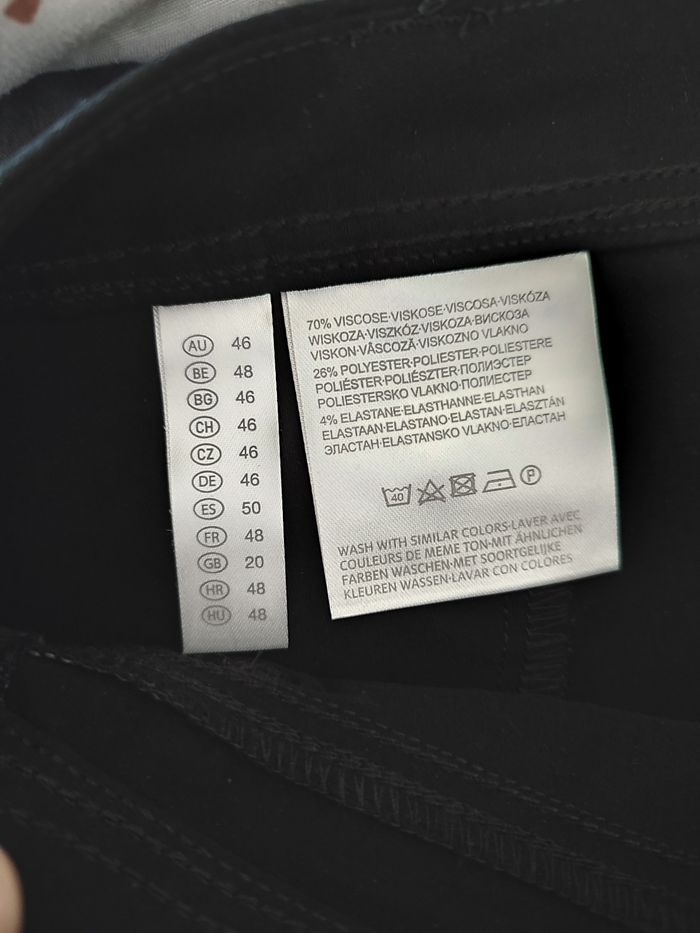 AU 46
BE 48
BG 46
CH 46
CZ 46
DE 46
ES 50
FR 48
GB 20
HR 48
HU 48
70% VISCOSE·VISKOSE·VISCOSA·VISKÓZA
WISKOZA·VISZKÓZ·VISKOZA·ВИСКОЗА
VISKON·VÂSCOZĂ·VISKOZNO VLAKNO
26% POLYESTER·POLIESTER·POLIESTERE
POLIÉSTER·POLIÉSZTER·ПОЛИЭСТЕР
POLIESTERSKO VLAKNO·ПОЛИЕСТЕР
4% ELASTANE·ELASTHANNE·ELASTHAN
ELASTAAN·ELASTANO·ELASTAN·ELASZTÁN
ЭЛАСТАН·ELASTANSKO VLAKNO·ЕЛАСТАН
40 P
WASH WITH SIMILAR COLORS·LAVER AVEC
COULEURS DE MEME TON·MIT ÄHNLICHEN
FARBEN WASCHEN·MET SOORTGELIJKE
KLEUREN WASSEN·LAVAR CON COLORES